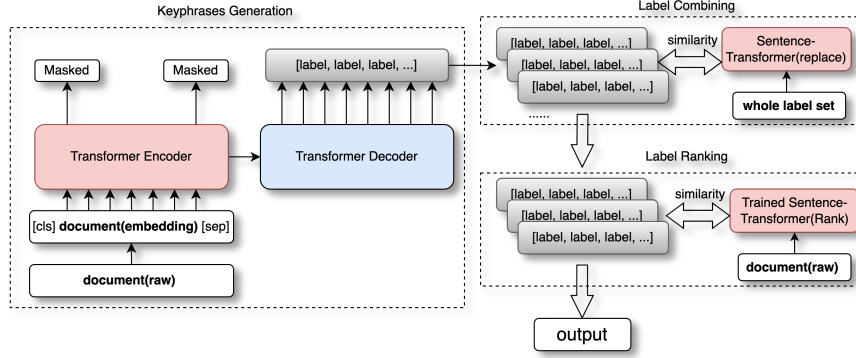 Keyphrases Generation
Masked
Masked
[label, label, label, ...]
Transformer Encoder
Transformer Decoder
[cls] document(embedding) [sep]
document(raw)
Label Combining
[label, label, label, ...]
[label, label, label, ...]
[label, label, label, ...]
......
similarity
Sentence-
Transformer(replace)
whole label set
Label Ranking
[label, label, label, ...]
[label, label, label, ...]
[label, label, label, ...]
similarity
Trained Sentence-
Transformer(Rank)
document(raw)
output